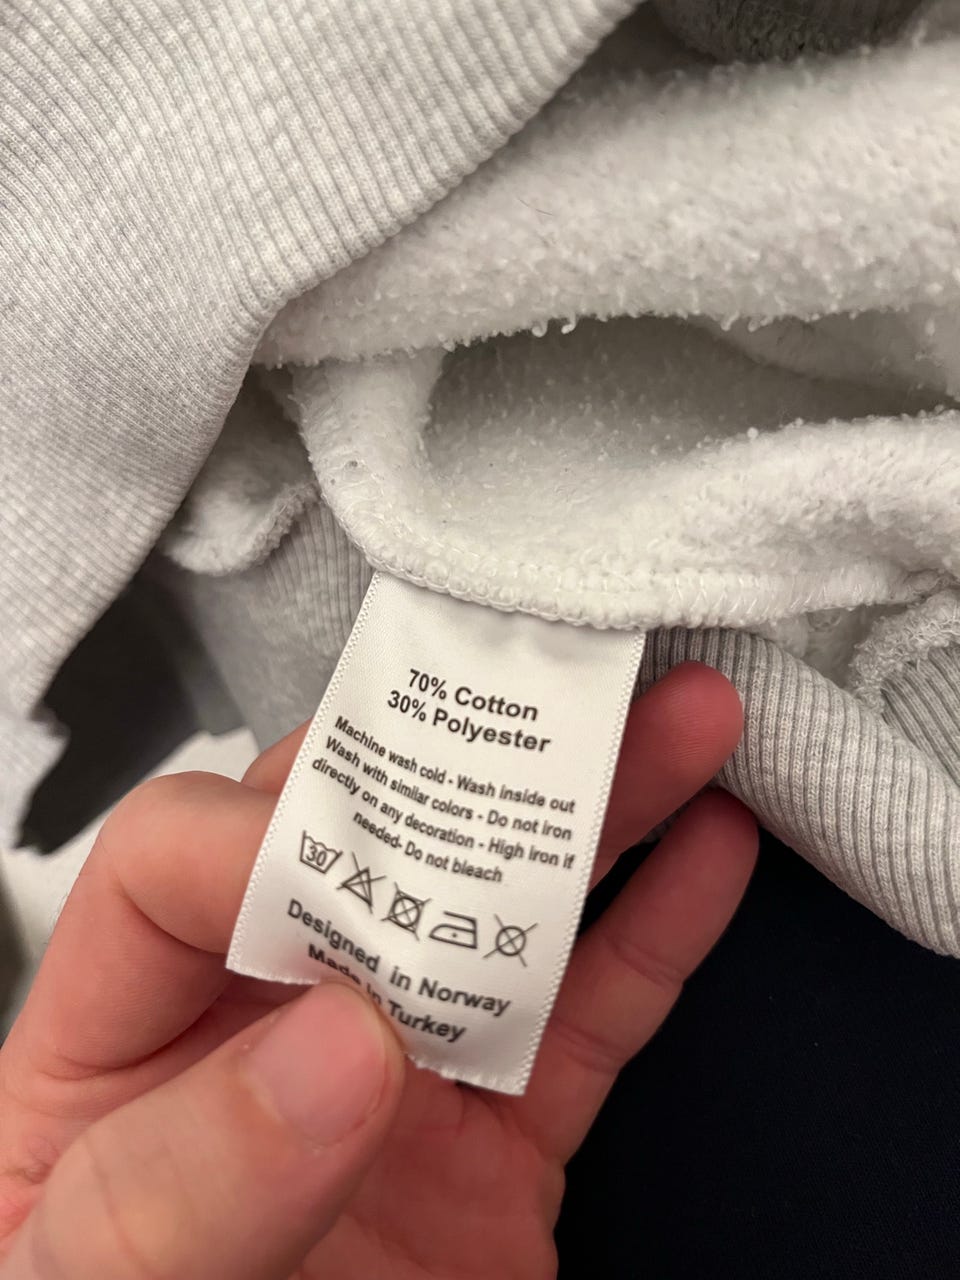 70% Cotton
30% Polyester
Machine wash cold - Wash inside out
Wash with similar colors - Do not iron
directly on any decoration - High iron if
needed- Do not bleach
30
Designed in Norway
Made in Turkey